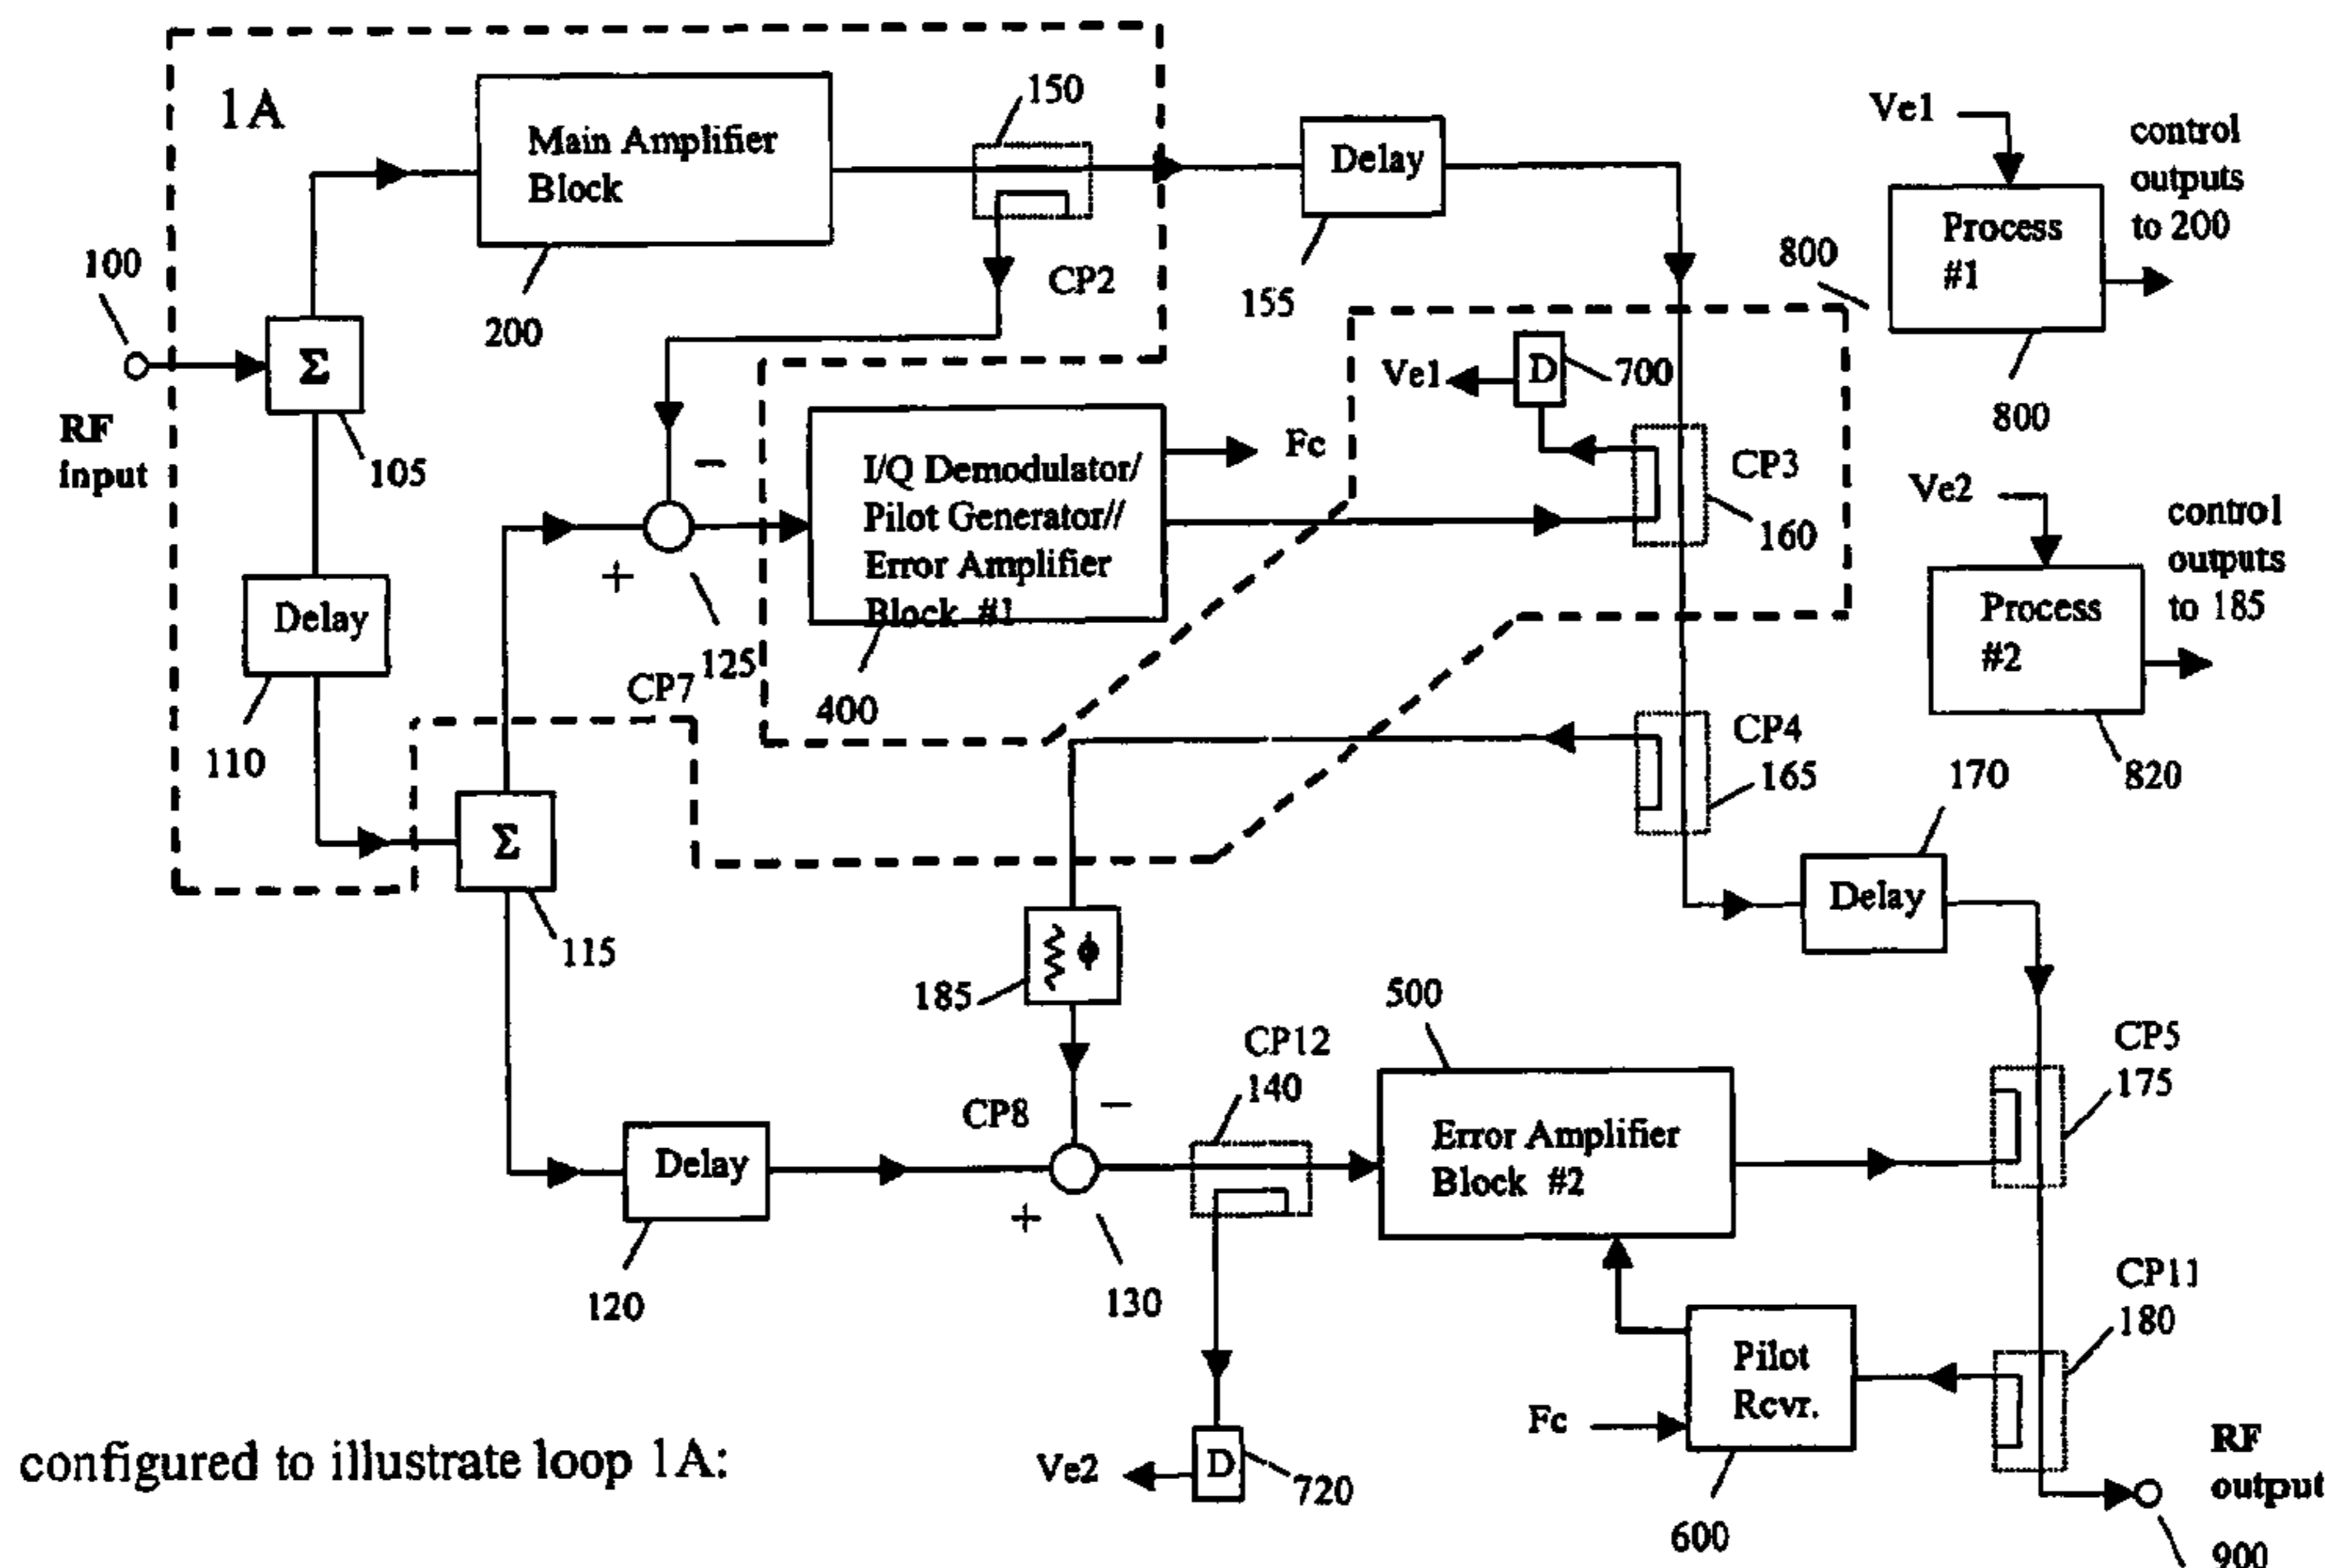 1A
Main Amplifier
Block
200
150
CP2
Delay
155
Ve1
control
outputs
to 200
Process
#1
800
800
100
RF
input
Σ
105
Delay
110
−
+
125
CP7
I/Q Demodulator/
Pilot Generator//
Error Amplifier
Block #1
400
Fc
Ve1
D
700
CP3
160
Ve2
control
outputs
to 185
Process
#2
820
CP4
165
170
Delay
Σ
115
185
ϕ
500
CP12
140
CP8
−
+
130
Delay
120
Error Amplifier
Block #2
CP5
175
CP11
180
Pilot
Rcvr.
Fc
600
Ve2
D
720
RF
output
900
configured to illustrate loop 1A: